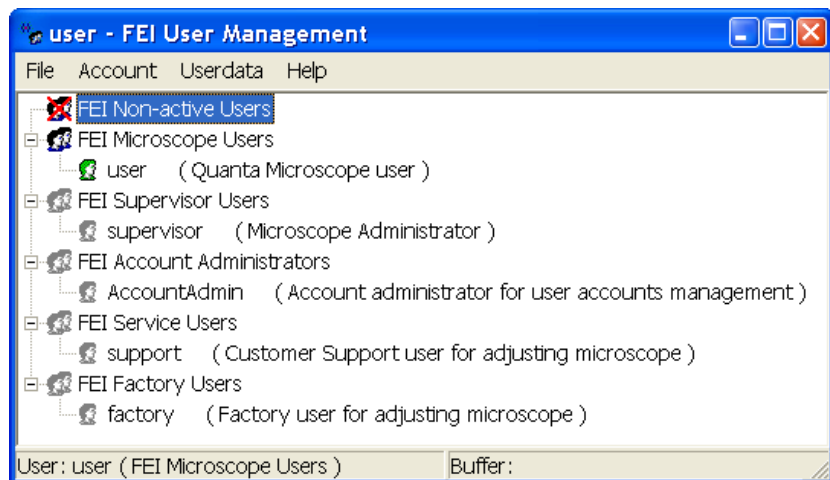 user - FEI User Management
File Account Userdata Help
FEI Non-active Users
FEI Microscope Users
user ( Quanta Microscope user )
FEI Supervisor Users
supervisor ( Microscope Administrator )
FEI Account Administrators
AccountAdmin ( Account administrator for user accounts management )
FEI Service Users
support ( Customer Support user for adjusting microscope )
FEI Factory Users
factory ( Factory user for adjusting microscope )
User: user ( FEI Microscope Users ) Buffer: